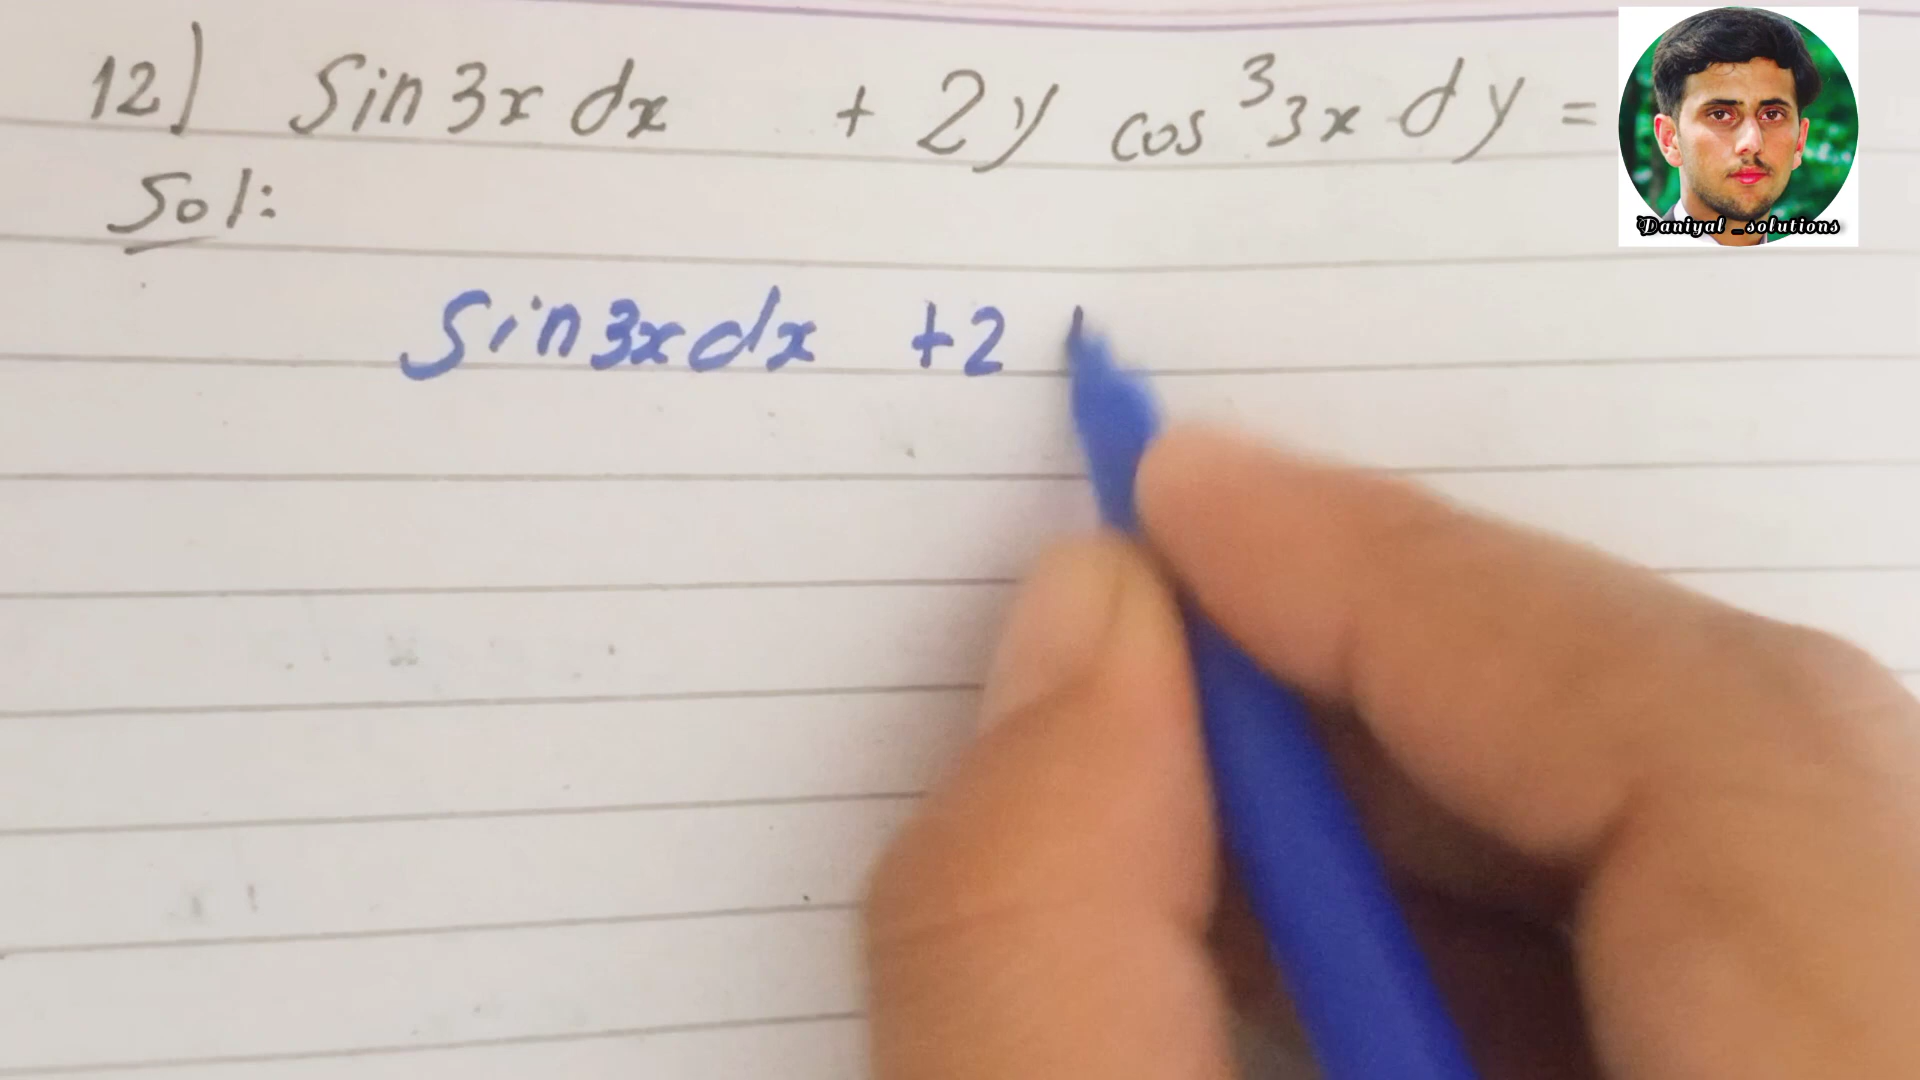 12) Sin 3x dx + 2y cos³3x dy =
Daniyal _solutions
Sol:
Sin3xdx +2